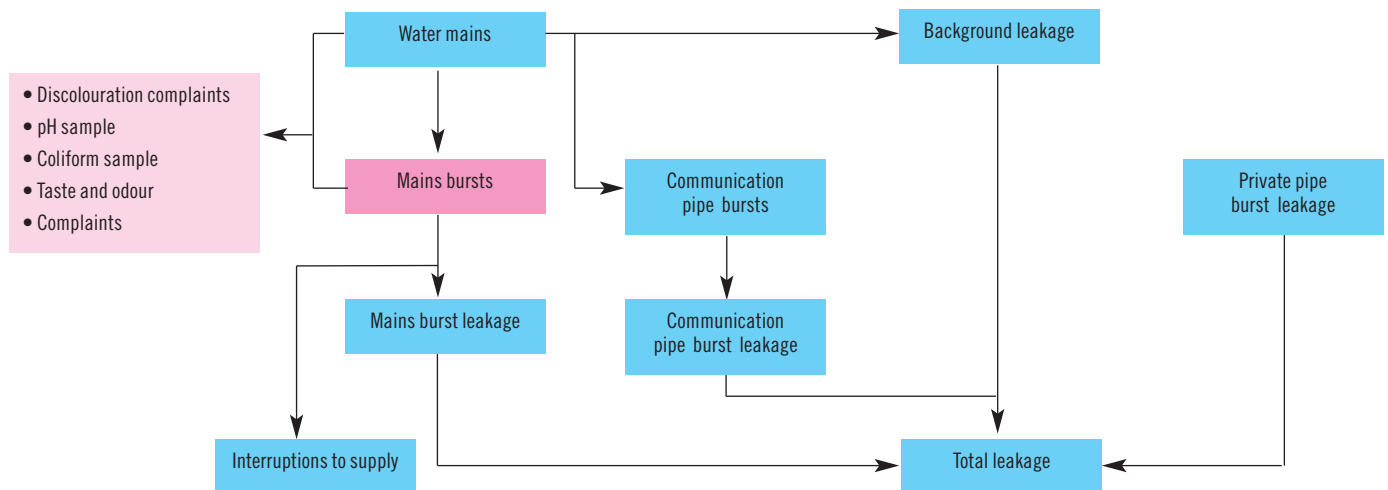 Water mains
Background leakage
• Discolouration complaints
• pH sample
• Coliform sample
• Taste and odour
• Complaints
Mains bursts
Communication
pipe bursts
Private pipe
burst leakage
Mains burst leakage
Communication
pipe burst leakage
Interruptions to supply
Total leakage